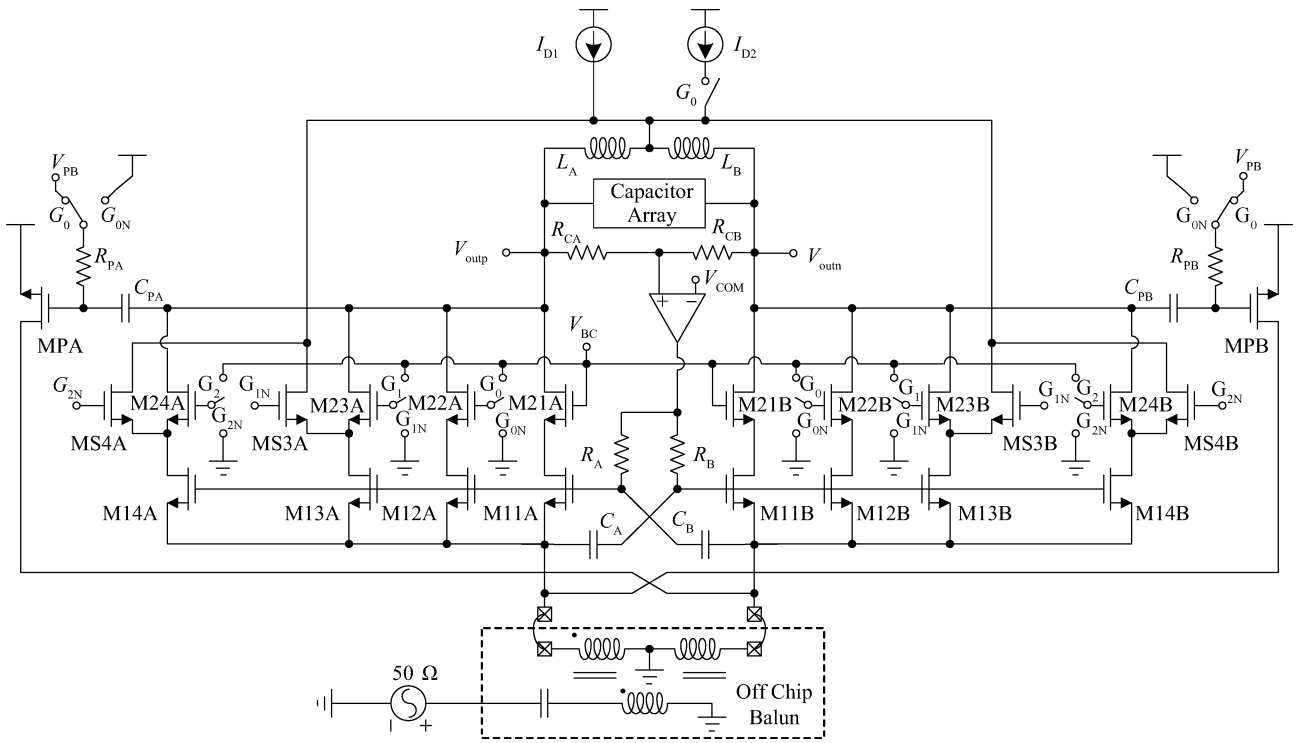 I_D1
I_D2
G_0
V_PB
G_0
G_0N
R_PA
C_PA
MPA
L_A
L_B
Capacitor
Array
R_CA
R_CB
V_outp
V_outn
V_COM
+
−
V_BC
V_PB
G_0N
G_0
R_PB
C_PB
MPB
G_2N
M24A
G_2
G_2N
MS4A
G_1N
M23A
G_1
G_1N
MS3A
M22A
G_0
G_0N
M21A
M21B
G_0
G_0N
M22B
G_1
G_1N
M23B
G_1N
MS3B
G_2
G_2N
M24B
G_2N
MS4B
R_A
R_B
M14A
M13A
M12A
M11A
C_A
C_B
M11B
M12B
M13B
M14B
50 Ω
− +
Off Chip
Balun